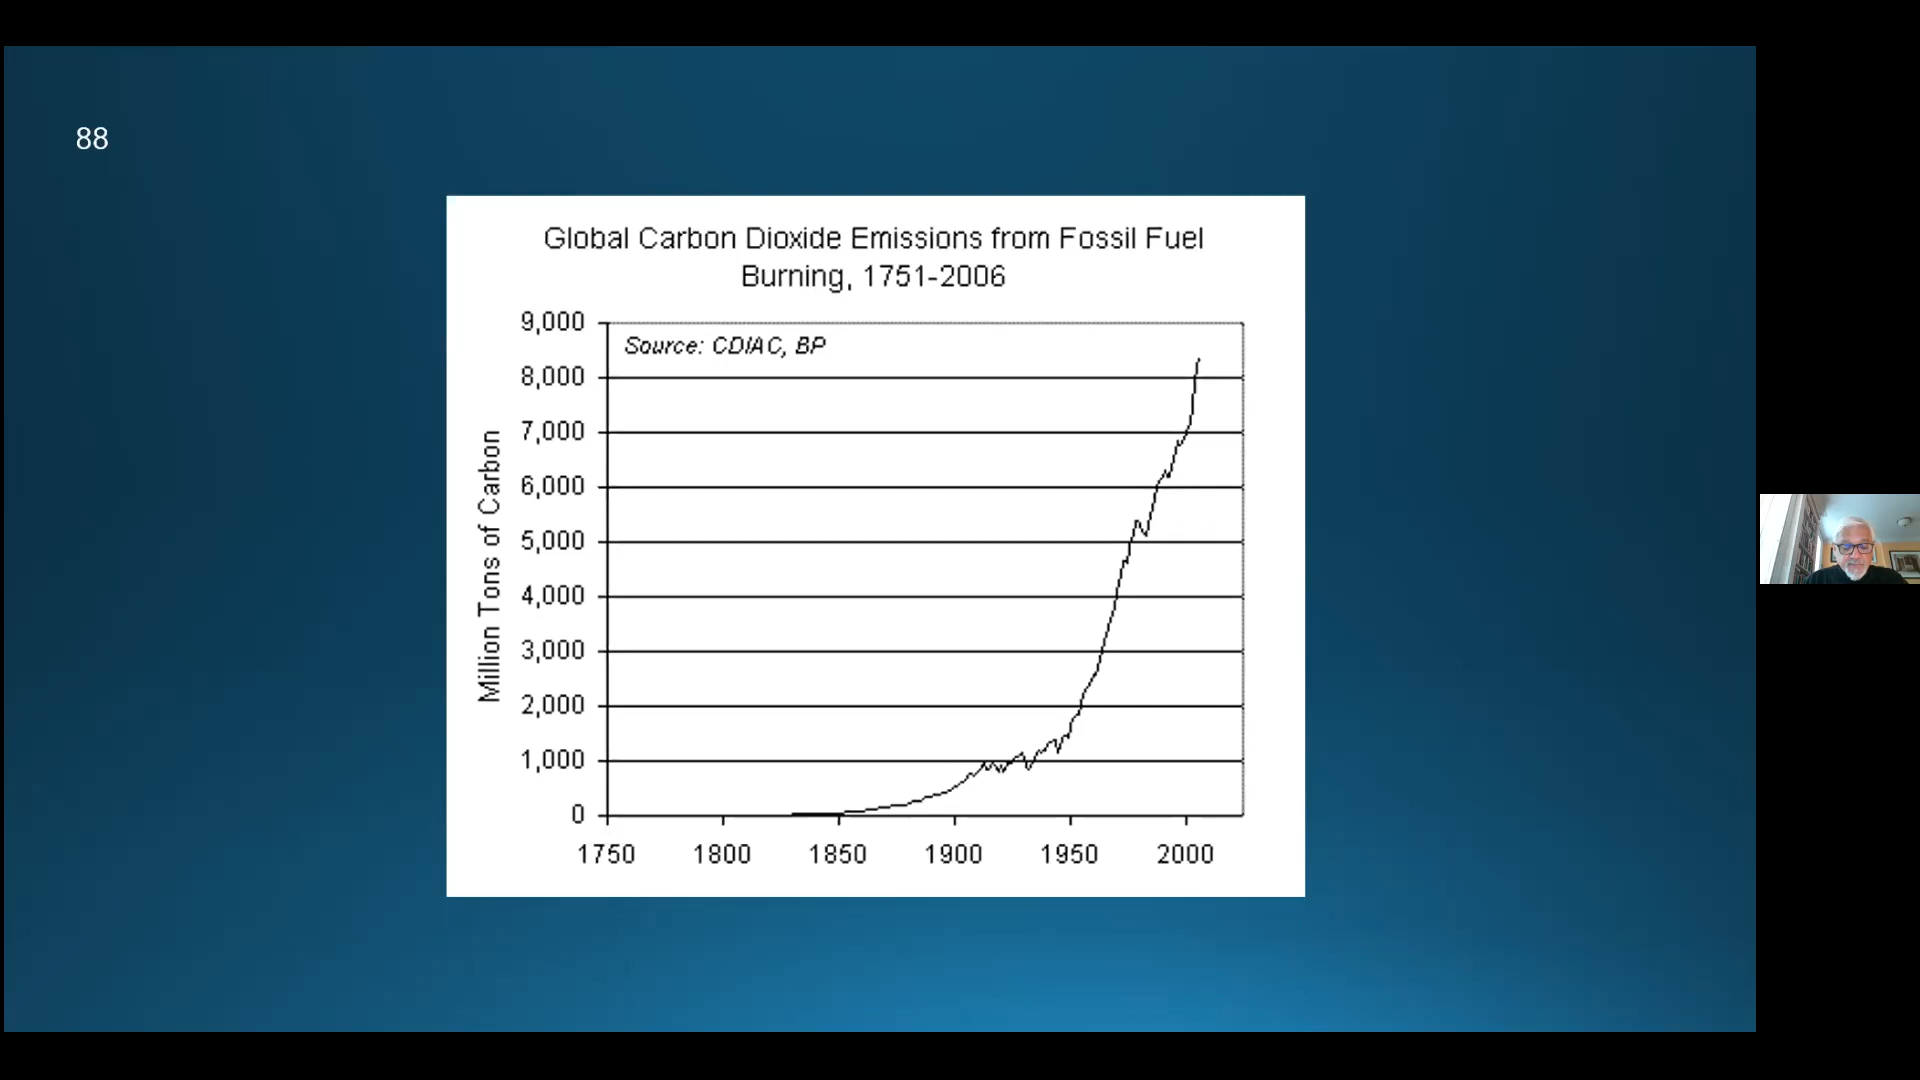 88
Global Carbon Dioxide Emissions from Fossil Fuel
Burning, 1751-2006
Source: CDIAC, BP
Million Tons of Carbon
9,000
8,000
7,000
6,000
5,000
4,000
3,000
2,000
1,000
0
1750 1800 1850 1900 1950 2000